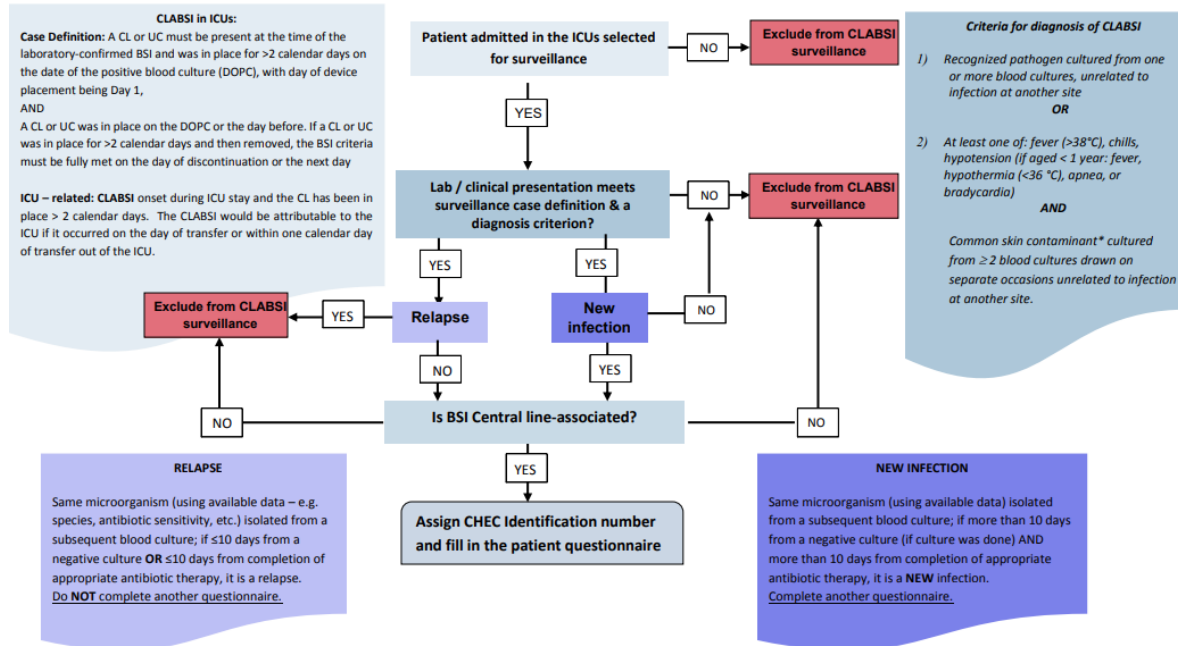 CLABSI in ICUs:
Case Definition: A CL or UC must be present at the time of the
laboratory-confirmed BSI and was in place for >2 calendar days on
the date of the positive blood culture (DOPC), with day of device
placement being Day 1,
AND
A CL or UC was in place on the DOPC or the day before. If a CL or UC
was in place for >2 calendar days and then removed, the BSI criteria
must be fully met on the day of discontinuation or the next day
ICU – related: CLABSI onset during ICU stay and the CL has been in
place > 2 calendar days. The CLABSI would be attributable to the
ICU if it occurred on the day of transfer or within one calendar day
of transfer out of the ICU.
Patient admitted in the ICUs selected
for surveillance
NO
Exclude from CLABSI
surveillance
YES
Lab / clinical presentation meets
surveillance case definition & a
diagnosis criterion?
NO
Exclude from CLABSI
surveillance
YES
YES
Exclude from CLABSI
surveillance
YES
Relapse
New
infection
NO
NO
YES
NO
Is BSI Central line-associated?
NO
YES
Assign CHEC Identification number
and fill in the patient questionnaire
Criteria for diagnosis of CLABSI
1) Recognized pathogen cultured from one
or more blood cultures, unrelated to
infection at another site
OR
2) At least one of: fever (>38°C), chills,
hypotension (if aged < 1 year: fever,
hypothermia (<36 °C), apnea, or
bradycardia)
AND
Common skin contaminant* cultured
from ≥ 2 blood cultures drawn on
separate occasions unrelated to infection
at another site.
RELAPSE
Same microorganism (using available data – e.g.
species, antibiotic sensitivity, etc.) isolated from a
subsequent blood culture; if ≤10 days from a
negative culture OR ≤10 days from completion of
appropriate antibiotic therapy, it is a relapse.
Do NOT complete another questionnaire.
NEW INFECTION
Same microorganism (using available data) isolated
from a subsequent blood culture; if more than 10 days
from a negative culture (if culture was done) AND
more than 10 days from completion of appropriate
antibiotic therapy, it is a NEW infection.
Complete another questionnaire.